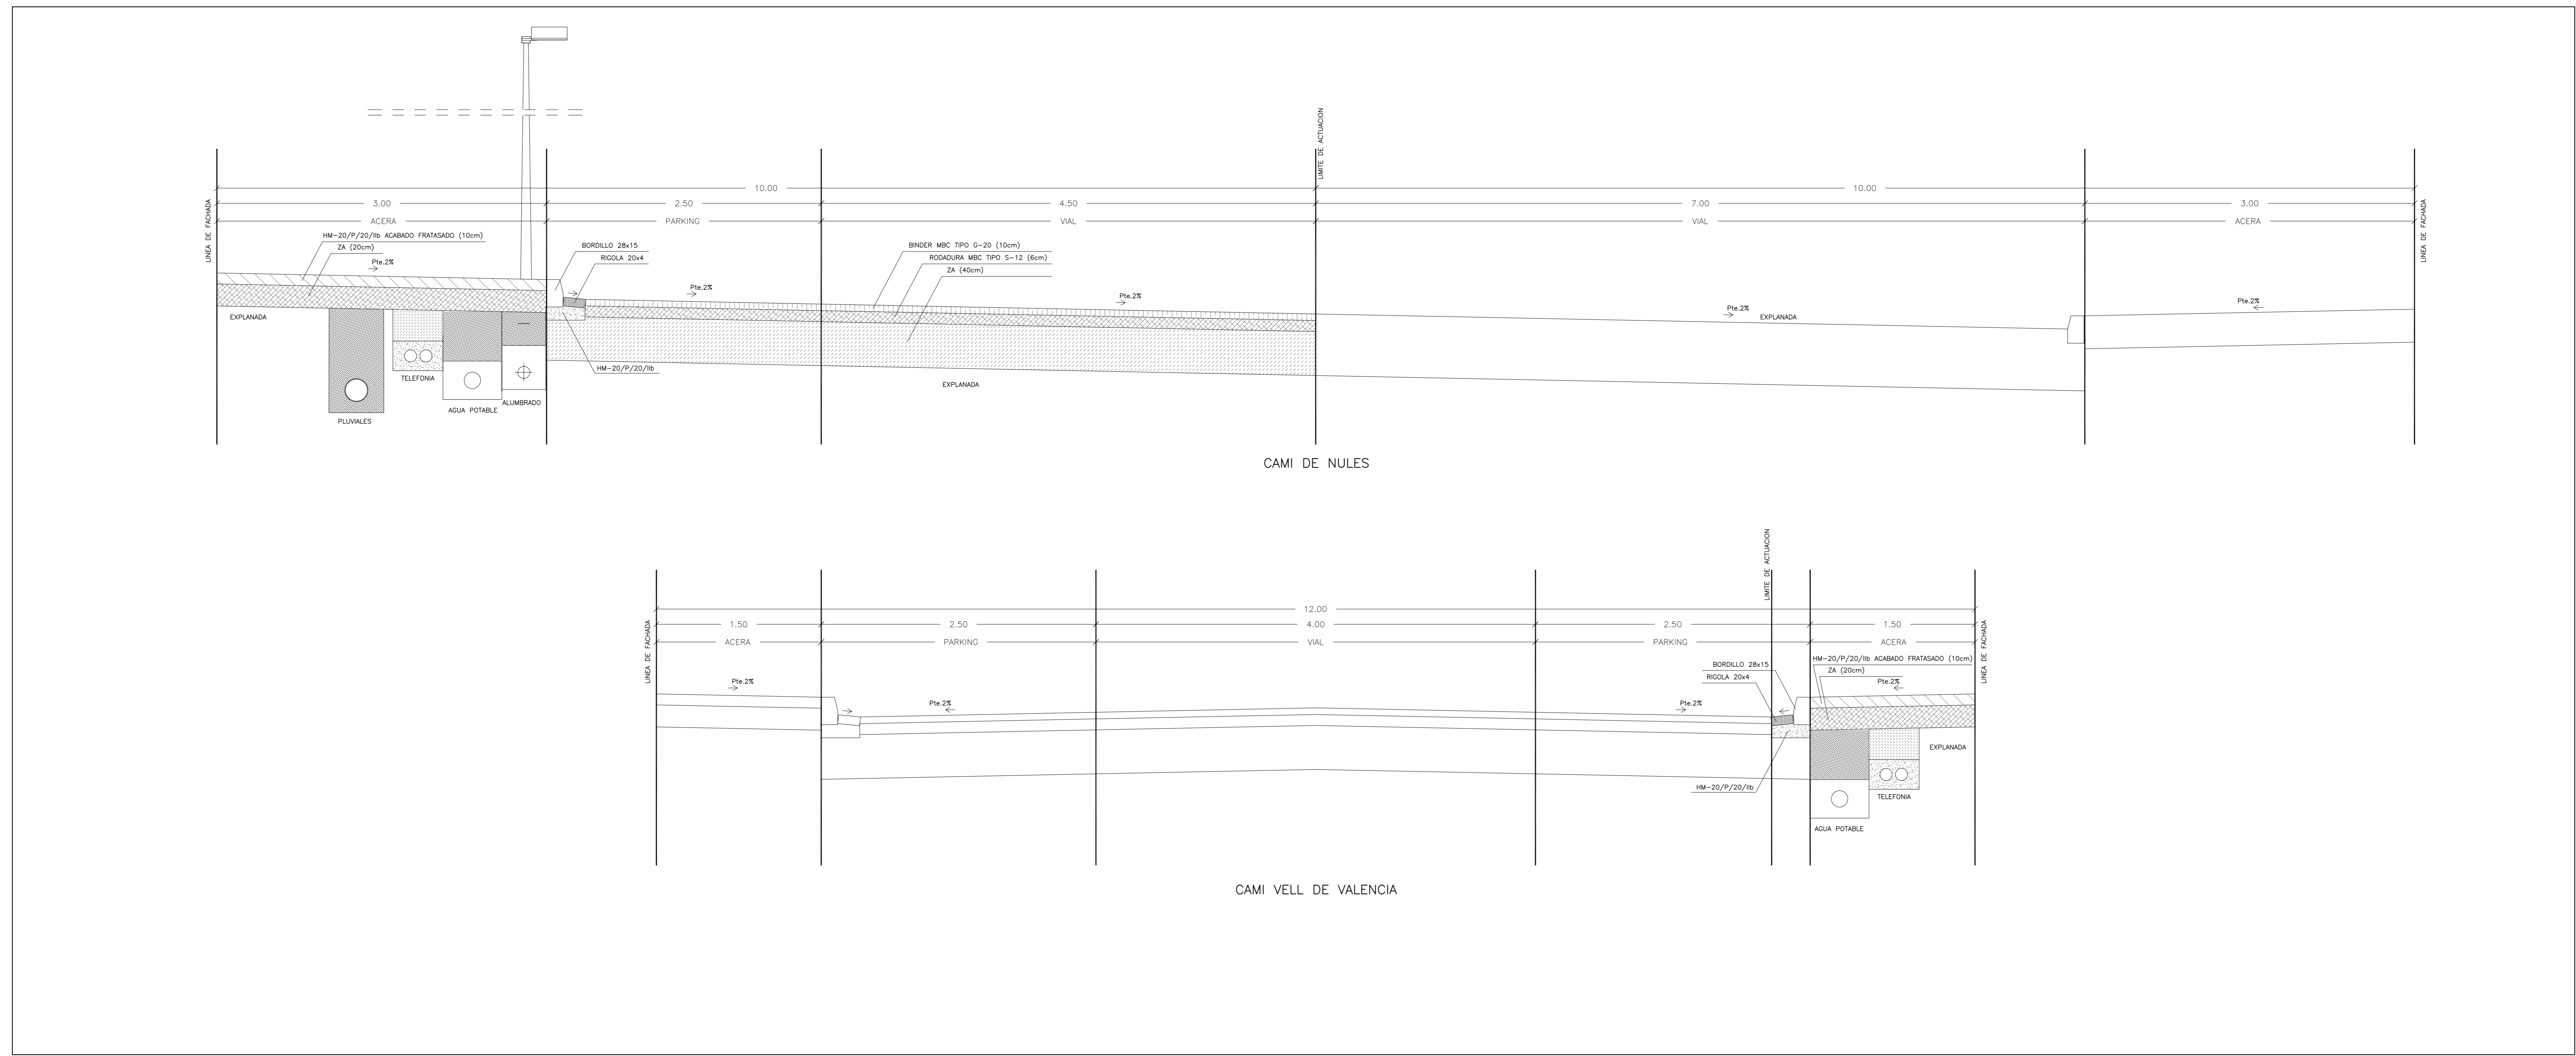 LIMITE DE ACTUACION
10.00
10.00
LINEA DE FACHADA
3.00
2.50
4.50
7.00
3.00
LINEA DE FACHADA
ACERA
PARKING
VIAL
VIAL
ACERA
HM-20/P/20/IIb ACABADO FRATASADO (10cm)
ZA (20cm)
Pte.2%
BORDILLO 28x15
RIGOLA 20x4
Pte.2%
BINDER MBC TIPO G-20 (10cm)
RODADURA MBC TIPO S-12 (6cm)
ZA (40cm)
Pte.2%
Pte.2%
EXPLANADA
Pte.2%
EXPLANADA
HM-20/P/20/IIb
EXPLANADA
TELEFONIA
AGUA POTABLE
ALUMBRADO
PLUVIALES
CAMI DE NULES
LIMITE DE ACTUACION
12.00
LINEA DE FACHADA
1.50
2.50
4.00
2.50
1.50
LINEA DE FACHADA
ACERA
PARKING
VIAL
PARKING
ACERA
BORDILLO 28x15
RIGOLA 20x4
HM-20/P/20/IIb ACABADO FRATASADO (10cm)
ZA (20cm)
Pte.2%
Pte.2%
Pte.2%
Pte.2%
EXPLANADA
HM-20/P/20/IIb
TELEFONIA
AGUA POTABLE
CAMI VELL DE VALENCIA